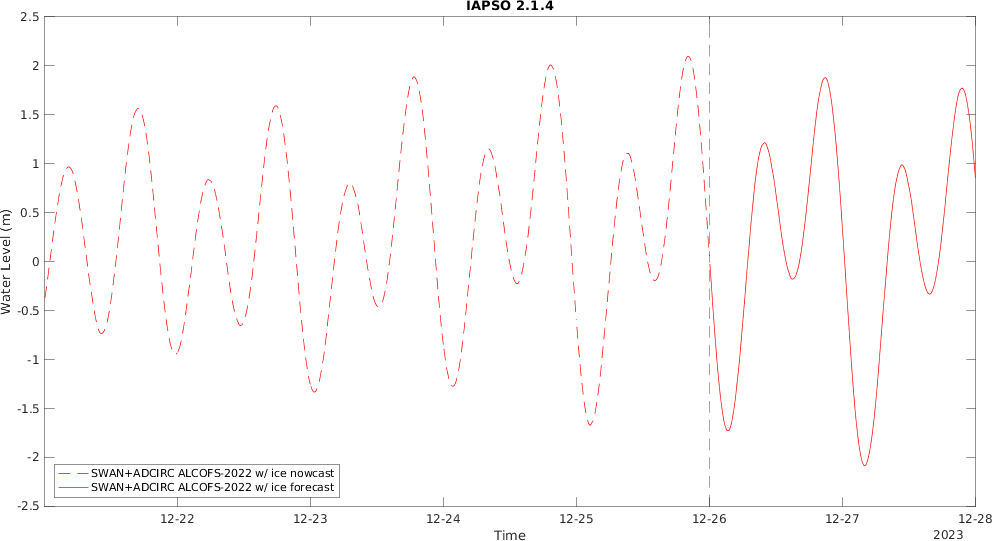 IAPSO 2.1.4
2.5
2
1.5
1
0.5
0
-0.5
-1
-1.5
-2
-2.5
Water Level (m)
SWAN+ADCIRC ALCOFS-2022 w/ ice nowcast
SWAN+ADCIRC ALCOFS-2022 w/ ice forecast
12-22 12-23 12-24 12-25 12-26 12-27 12-28
Time
2023